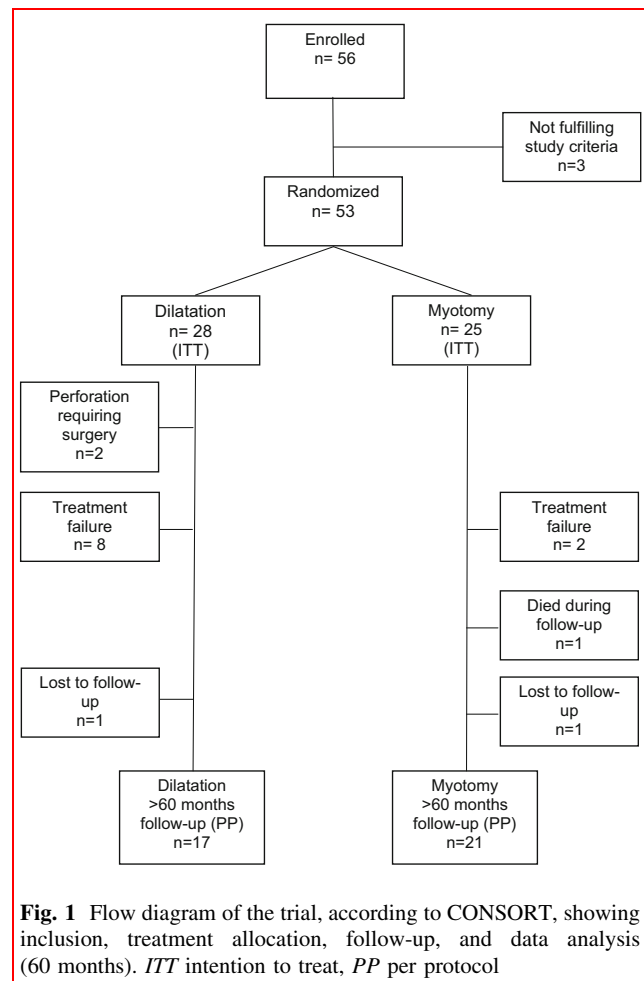 Enrolled
n= 56
Not fulfilling
study criteria
n=3
Randomized
n= 53
Dilatation
n= 28
(ITT)
Myotomy
n= 25
(ITT)
Perforation
requiring
surgery
n=2
Treatment
failure
n= 8
Treatment
failure
n= 2
Died during
follow-up
n=1
Lost to follow-
up
n=1
Lost to follow-
up
n=1
Dilatation
>60 months
follow-up (PP)
n=17
Myotomy
>60 months
follow-up (PP)
n=21
Fig. 1 Flow diagram of the trial, according to CONSORT, showing
inclusion, treatment allocation, follow-up, and data analysis
(60 months). ITT intention to treat, PP per protocol